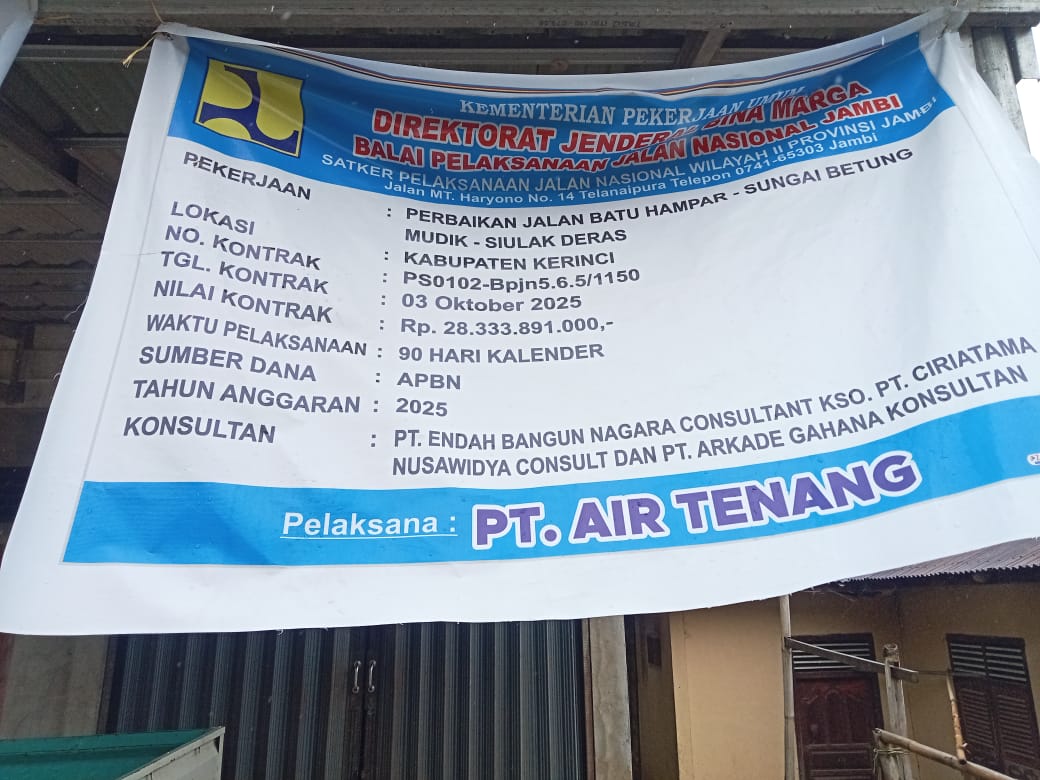 KEMENTERIAN PEKERJAAN UMUM
DIREKTORAT JENDERAL BINA MARGA
BALAI PELAKSANAAN JALAN NASIONAL JAMBI
SATKER PELAKSANAAN JALAN NASIONAL WILAYAH II PROVINSI JAMBI
Jalan MT. Haryono No. 14 Telanaipura Telepon 0741-65303 Jambi
PEKERJAAN : PERBAIKAN JALAN BATU HAMPAR - SUNGAI BETUNG
MUDIK - SIULAK DERAS
LOKASI : KABUPATEN KERINCI
NO. KONTRAK : PS0102-Bpjn5.6.5/1150
TGL. KONTRAK : 03 Oktober 2025
NILAI KONTRAK : Rp. 28.333.891.000,-
WAKTU PELAKSANAAN : 90 HARI KALENDER
SUMBER DANA : APBN
TAHUN ANGGARAN : 2025
KONSULTAN : PT. ENDAH BANGUN NAGARA CONSULTANT KSO. PT. CIRIATAMA
NUSAWIDYA CONSULT DAN PT. ARKADE GAHANA KONSULTAN
Pelaksana : PT. AIR TENANG